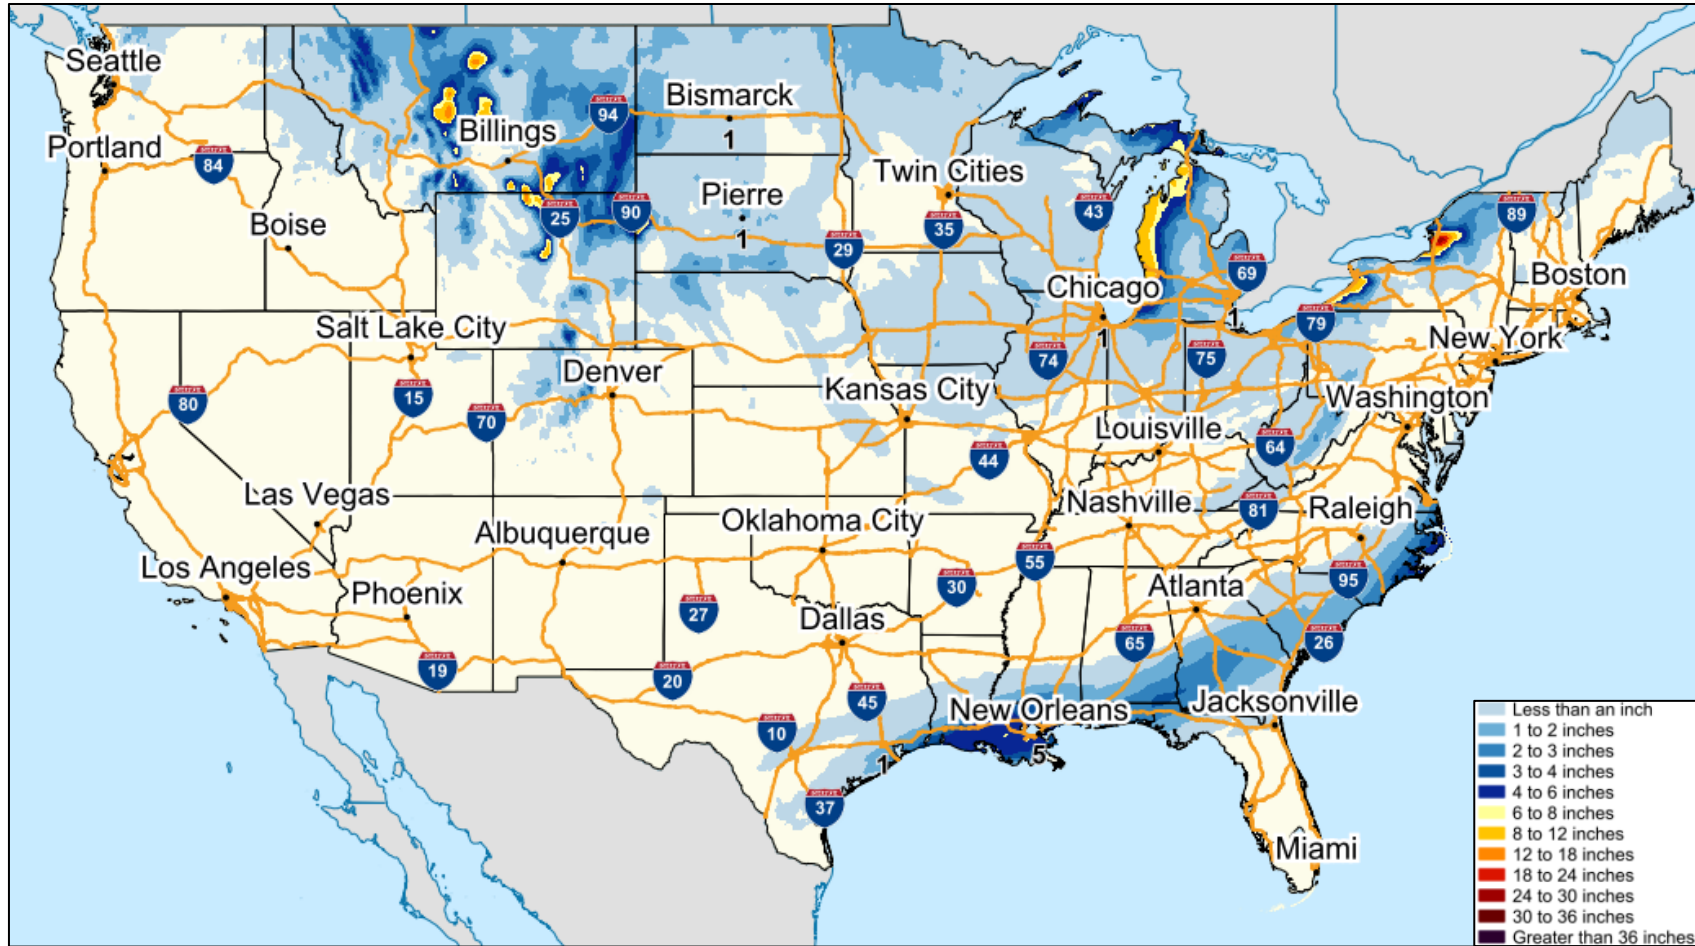 Seattle
Portland
84
Boise
Billings
94
Bismarck
1
25
90
Pierre
1
29
Twin Cities
35
43
Chicago
1
69
1
89
Boston
79
New York
Salt Lake City
80
15
70
Denver
Kansas City
74
75
Washington
Louisville
64
44
Las Vegas
Los Angeles
Phoenix
19
Albuquerque
Oklahoma City
27
20
Dallas
30
55
Nashville
81
Raleigh
95
Atlanta
65
26
45
10
1
37
New Orleans
5
Jacksonville
Miami
Less than an inch
1 to 2 inches
2 to 3 inches
3 to 4 inches
4 to 6 inches
6 to 8 inches
8 to 12 inches
12 to 18 inches
18 to 24 inches
24 to 30 inches
30 to 36 inches
Greater than 36 inches